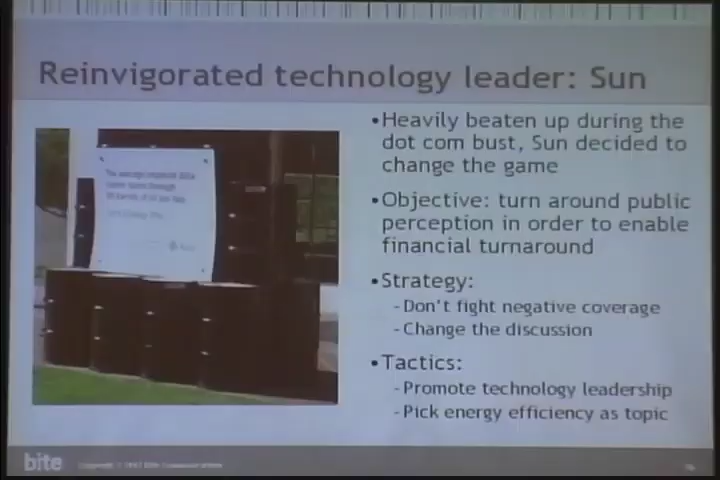 Reinvigorated technology leader: Sun
•Heavily beaten up during the
dot com bust, Sun decided to
change the game
•Objective: turn around public
perception in order to enable
financial turnaround
•Strategy:
-Don't fight negative coverage
-Change the discussion
•Tactics:
-Promote technology leadership
-Pick energy efficiency as topic
bite